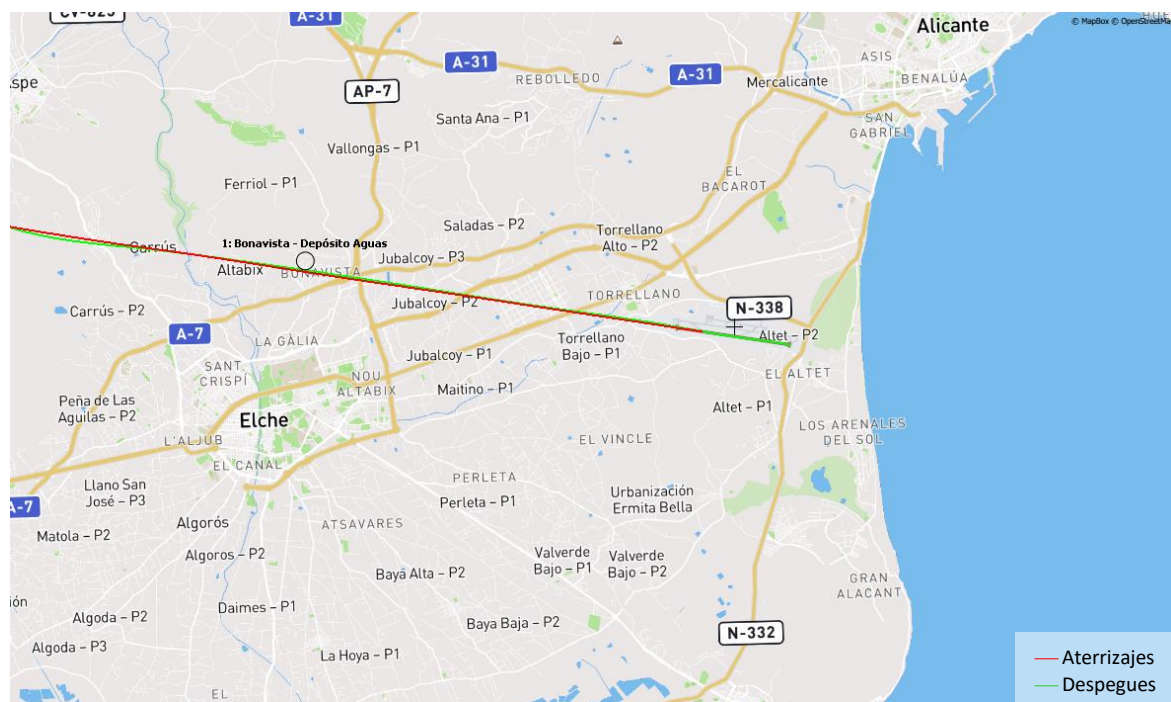 CV-825
A-31
Alicante
© MapBox © OpenStreetMa
ASIS
A-31
REBOLLEDO
A-31
Mercalicante
BENALÚA
spe
AP-7
Santa Ana – P1
SAN
GABRIEL
Vallongas – P1
EL
BACAROT
Ferriol – P1
Saladas – P2
Torrellano
Alto – P2
1: Bonavista - Depósito Aguas
Carrús
Altabix
BONAVISTA
Jubalcoy – P3
TORRELLANO
N-338
Carrús – P2
Jubalcoy – P2
A-7
LA GÀLIA
Torrellano
Bajo – P1
Altet – P2
Jubalcoy – P1
SANT
CRISPÍ
NOU
ALTABIX
Maitino – P1
EL ALTET
Peña de Las
Aguilas – P2
Altet – P1
Elche
LOS ARENALES
DEL SOL
L'ALJUB
EL VINCLE
EL CANAL
PERLETA
Llano San
José – P3
Perleta – P1
Urbanización
Ermita Bella
A-7
Algorós
ATSAVARES
Matola – P2
Algoros – P2
Valverde
Bajo – P1
Valverde
Bajo – P2
Baya Alta – P2
GRAN
ALACANT
ión
Daimes – P1
Algoda – P2
Baya Baja – P2
N-332
Algoda – P3
La Hoya – P1
EL
Aterrizajes
Despegues